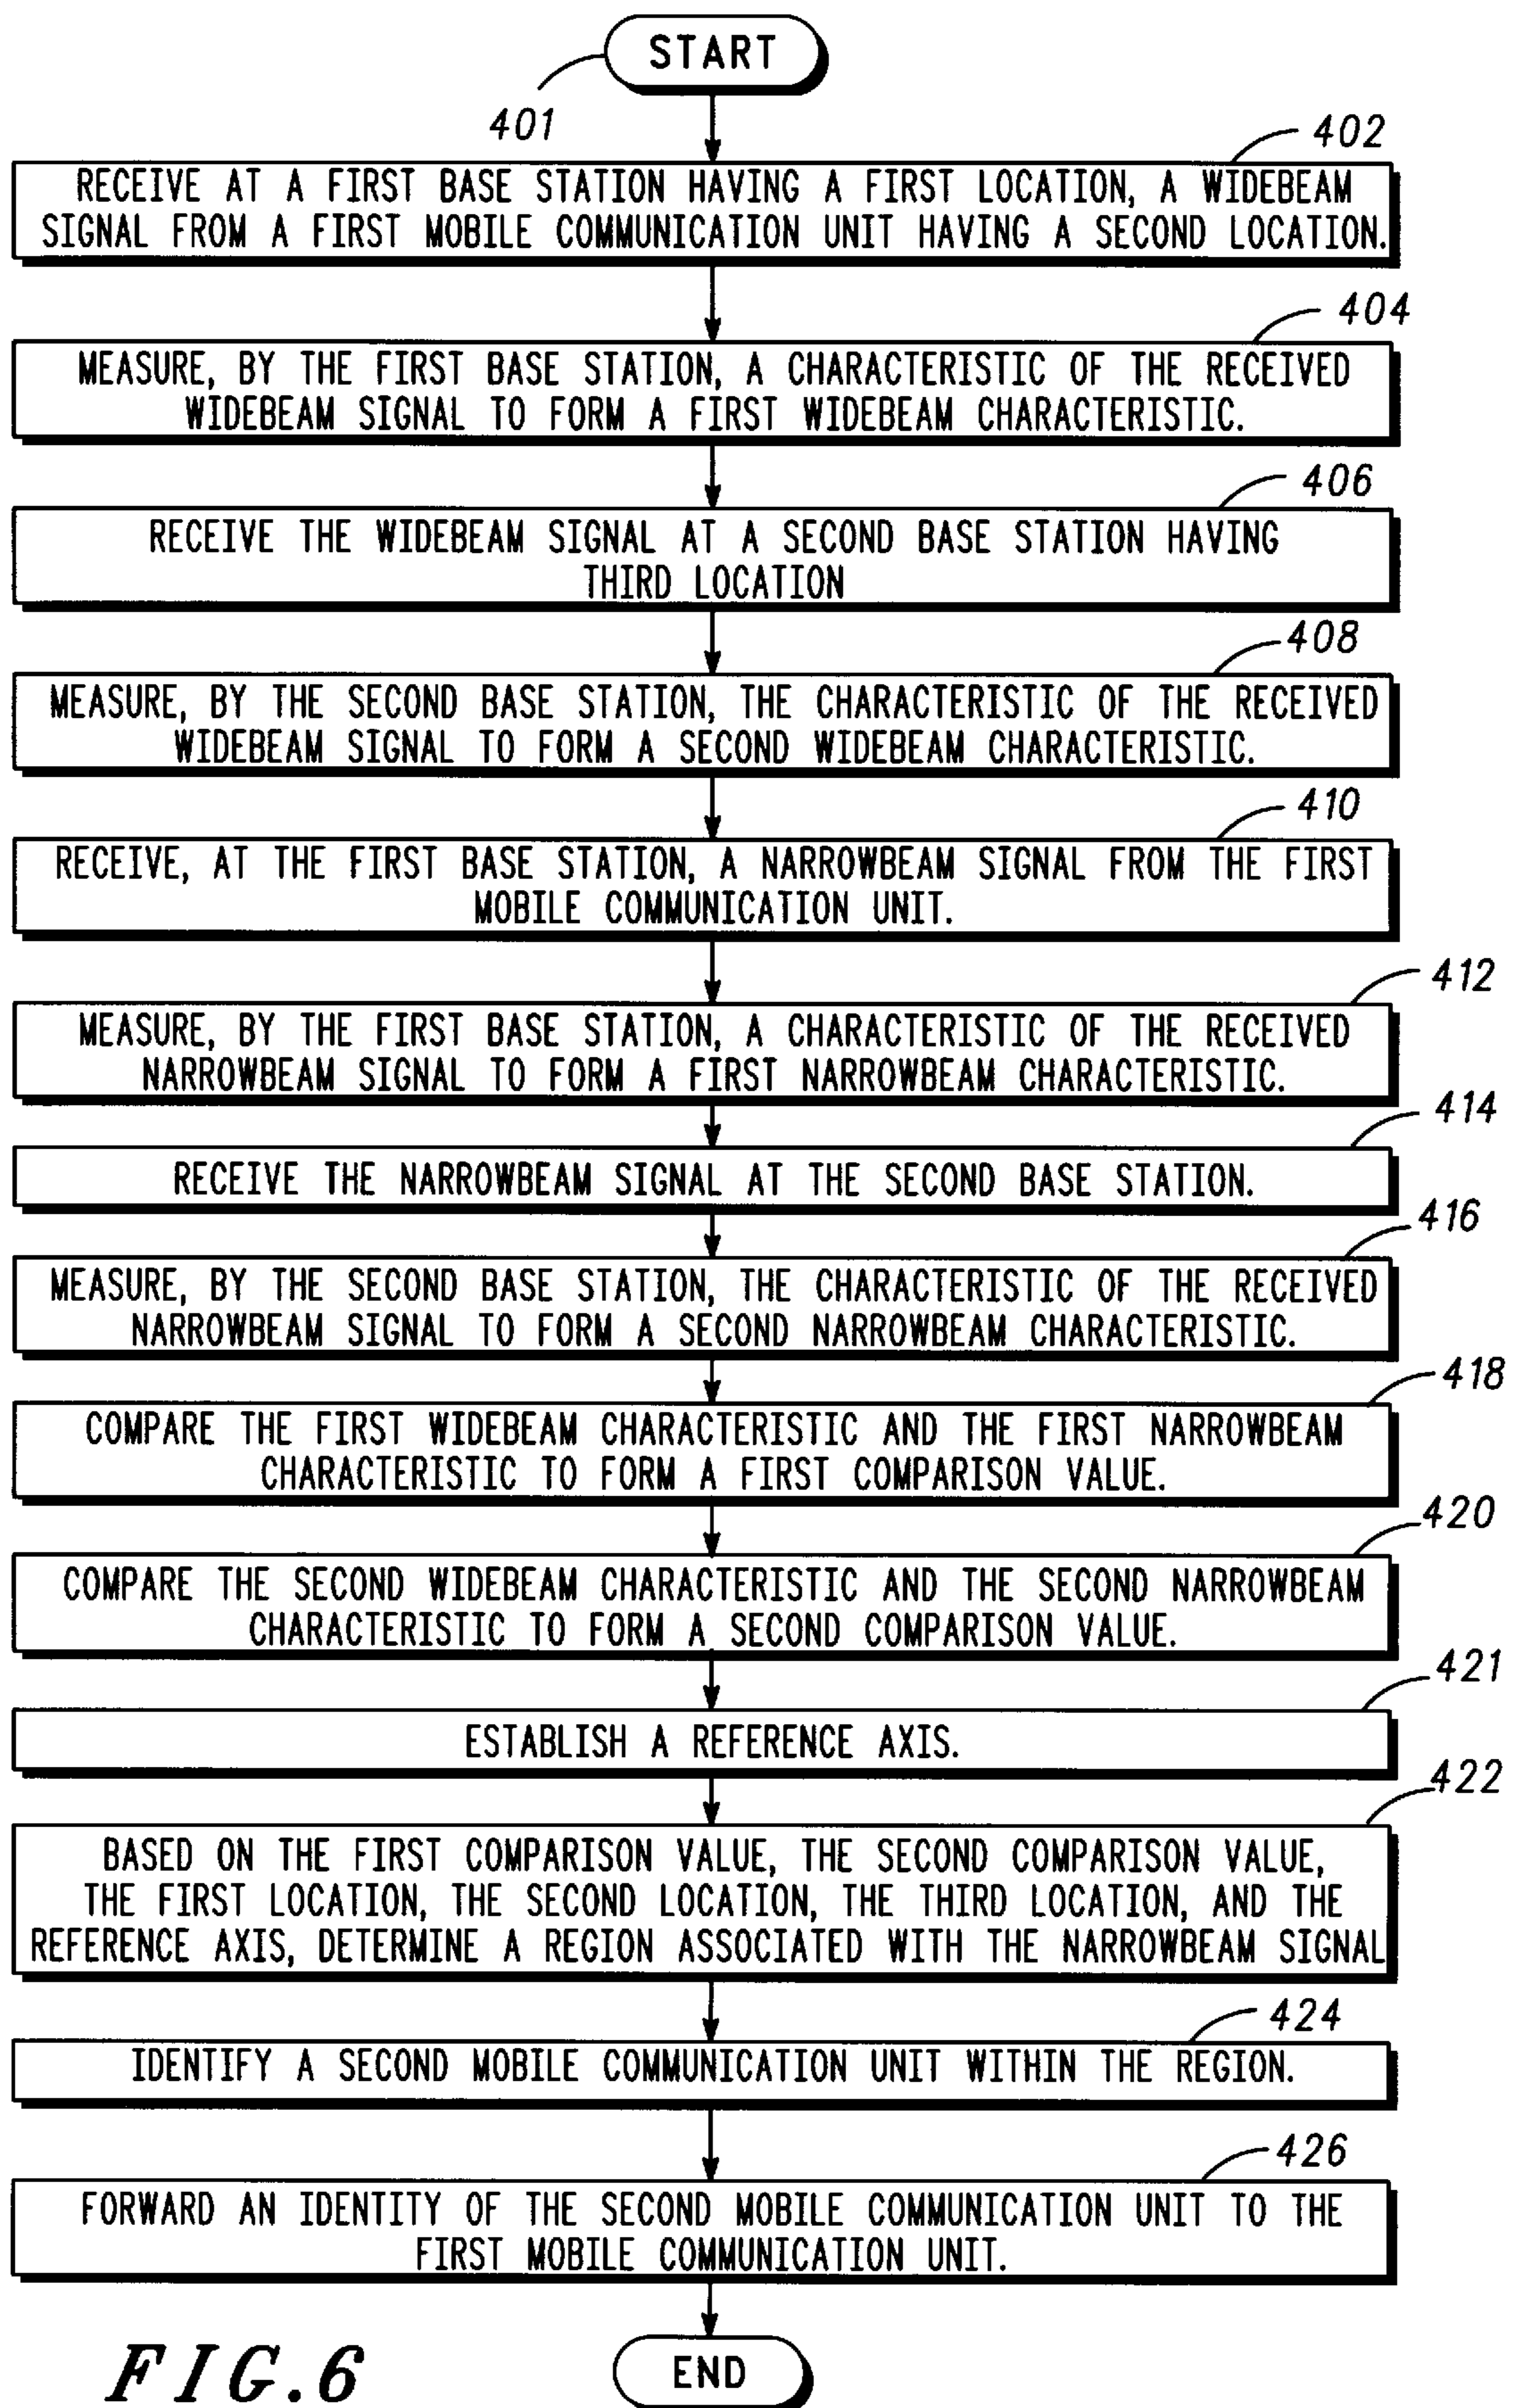 START
401
402
RECEIVE AT A FIRST BASE STATION HAVING A FIRST LOCATION, A WIDEBEAM
SIGNAL FROM A FIRST MOBILE COMMUNICATION UNIT HAVING A SECOND LOCATION.
404
MEASURE, BY THE FIRST BASE STATION, A CHARACTERISTIC OF THE RECEIVED
WIDEBEAM SIGNAL TO FORM A FIRST WIDEBEAM CHARACTERISTIC.
406
RECEIVE THE WIDEBEAM SIGNAL AT A SECOND BASE STATION HAVING
THIRD LOCATION
408
MEASURE, BY THE SECOND BASE STATION, THE CHARACTERISTIC OF THE RECEIVED
WIDEBEAM SIGNAL TO FORM A SECOND WIDEBEAM CHARACTERISTIC.
410
RECEIVE, AT THE FIRST BASE STATION, A NARROWBEAM SIGNAL FROM THE FIRST
MOBILE COMMUNICATION UNIT.
412
MEASURE, BY THE FIRST BASE STATION, A CHARACTERISTIC OF THE RECEIVED
NARROWBEAM SIGNAL TO FORM A FIRST NARROWBEAM CHARACTERISTIC.
414
RECEIVE THE NARROWBEAM SIGNAL AT THE SECOND BASE STATION.
416
MEASURE, BY THE SECOND BASE STATION, THE CHARACTERISTIC OF THE RECEIVED
NARROWBEAM SIGNAL TO FORM A SECOND NARROWBEAM CHARACTERISTIC.
418
COMPARE THE FIRST WIDEBEAM CHARACTERISTIC AND THE FIRST NARROWBEAM
CHARACTERISTIC TO FORM A FIRST COMPARISON VALUE.
420
COMPARE THE SECOND WIDEBEAM CHARACTERISTIC AND THE SECOND NARROWBEAM
CHARACTERISTIC TO FORM A SECOND COMPARISON VALUE.
421
ESTABLISH A REFERENCE AXIS.
422
BASED ON THE FIRST COMPARISON VALUE, THE SECOND COMPARISON VALUE,
THE FIRST LOCATION, THE SECOND LOCATION, THE THIRD LOCATION, AND THE
REFERENCE AXIS, DETERMINE A REGION ASSOCIATED WITH THE NARROWBEAM SIGNAL
424
IDENTIFY A SECOND MOBILE COMMUNICATION UNIT WITHIN THE REGION.
426
FORWARD AN IDENTITY OF THE SECOND MOBILE COMMUNICATION UNIT TO THE
FIRST MOBILE COMMUNICATION UNIT.
END
FIG.6